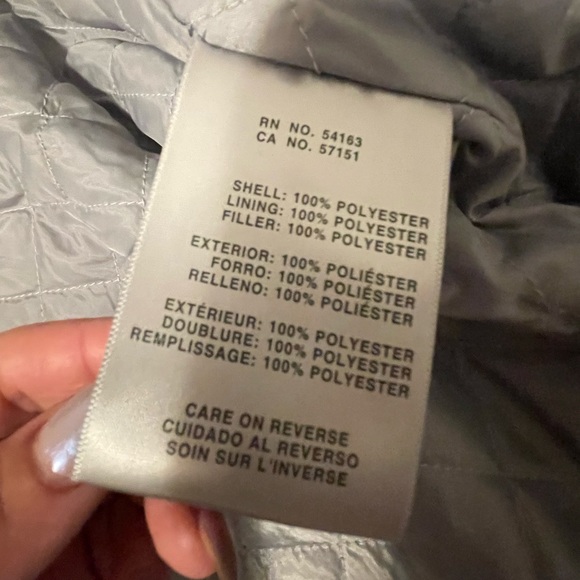 RN NO. 54163
CA NO. 57151
SHELL: 100% POLYESTER
LINING: 100% POLYESTER
FILLER: 100% POLYESTER
EXTERIOR: 100% POLIÉSTER
FORRO: 100% POLIÉSTER
RELLENO: 100% POLIÉSTER
EXTÉRIEUR: 100% POLYESTER
DOUBLURE: 100% POLYESTER
REMPLISSAGE: 100% POLYESTER
CARE ON REVERSE
CUIDADO AL REVERSO
SOIN SUR L'INVERSE